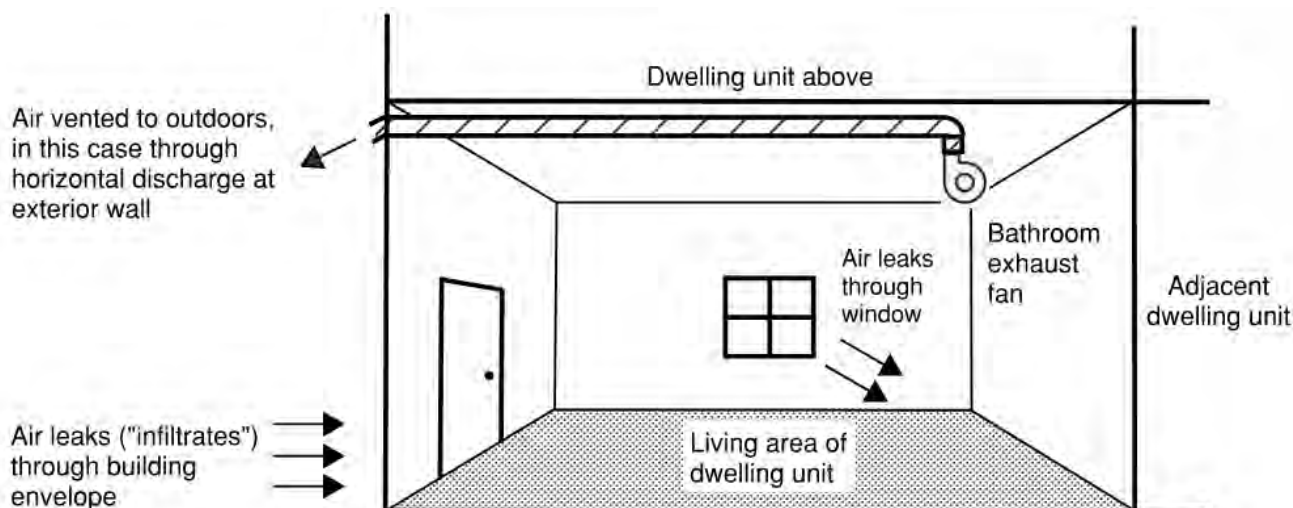 Dwelling unit above
Air vented to outdoors,
in this case through
horizontal discharge at
exterior wall
Bathroom
exhaust
fan
Air leaks
through
window
Adjacent
dwelling unit
Air leaks ("infiltrates")
through building
envelope
Living area of
dwelling unit